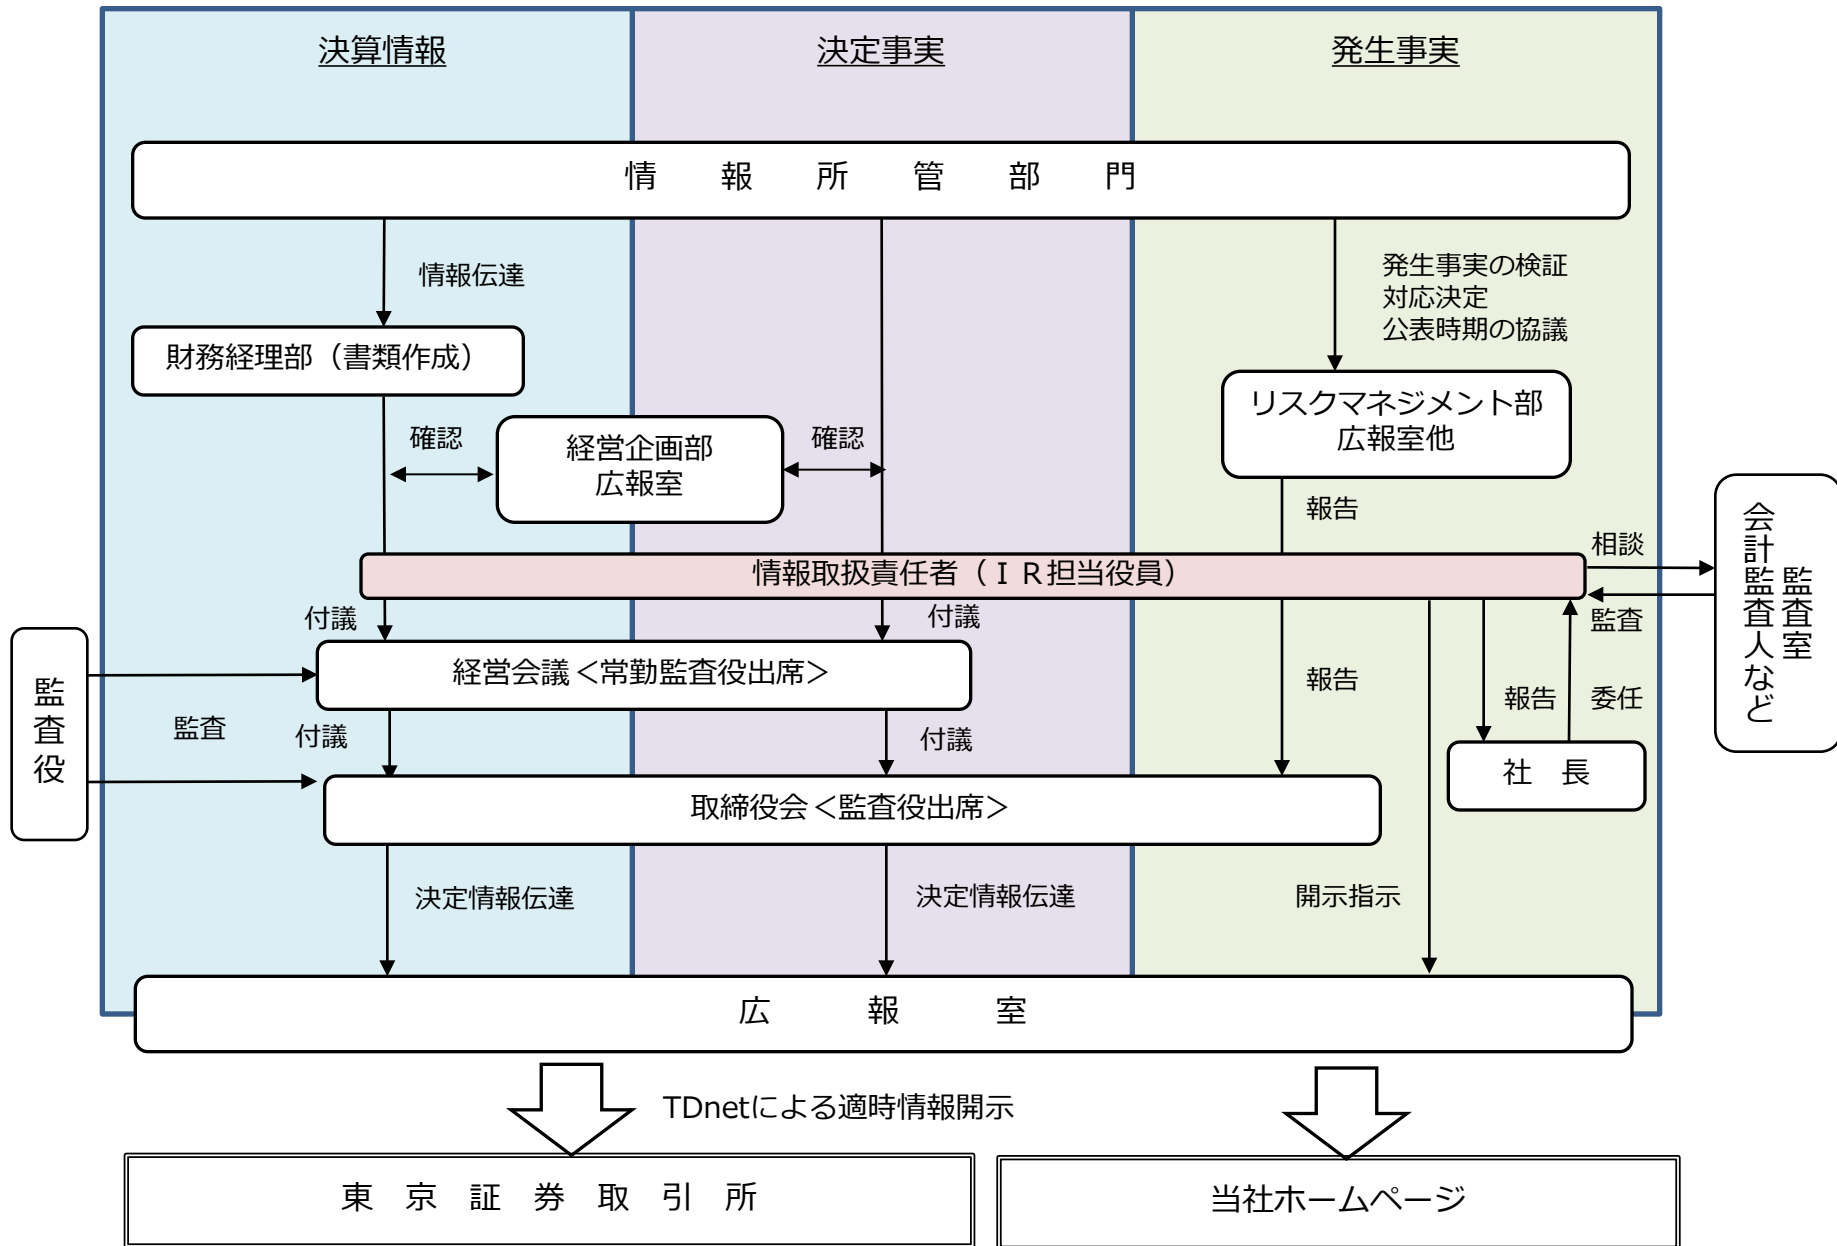 決算情報
決定事実
発生事実
情報所管部門
情報伝達
発生事実の検証
対応決定
公表時期の協議
財務経理部（書類作成）
リスクマネジメント部
広報室他
確認
経営企画部
広報室
確認
報告
相談
情報取扱責任者（ＩＲ担当役員）
監査室
会計監査人など
監査
付議
付議
経営会議＜常勤監査役出席＞
報告
報告
委任
監査役
監査
付議
付議
社　長
取締役会＜監査役出席＞
決定情報伝達
決定情報伝達
開示指示
広報室
TDnetによる適時情報開示
東京証券取引所
当社ホームページ